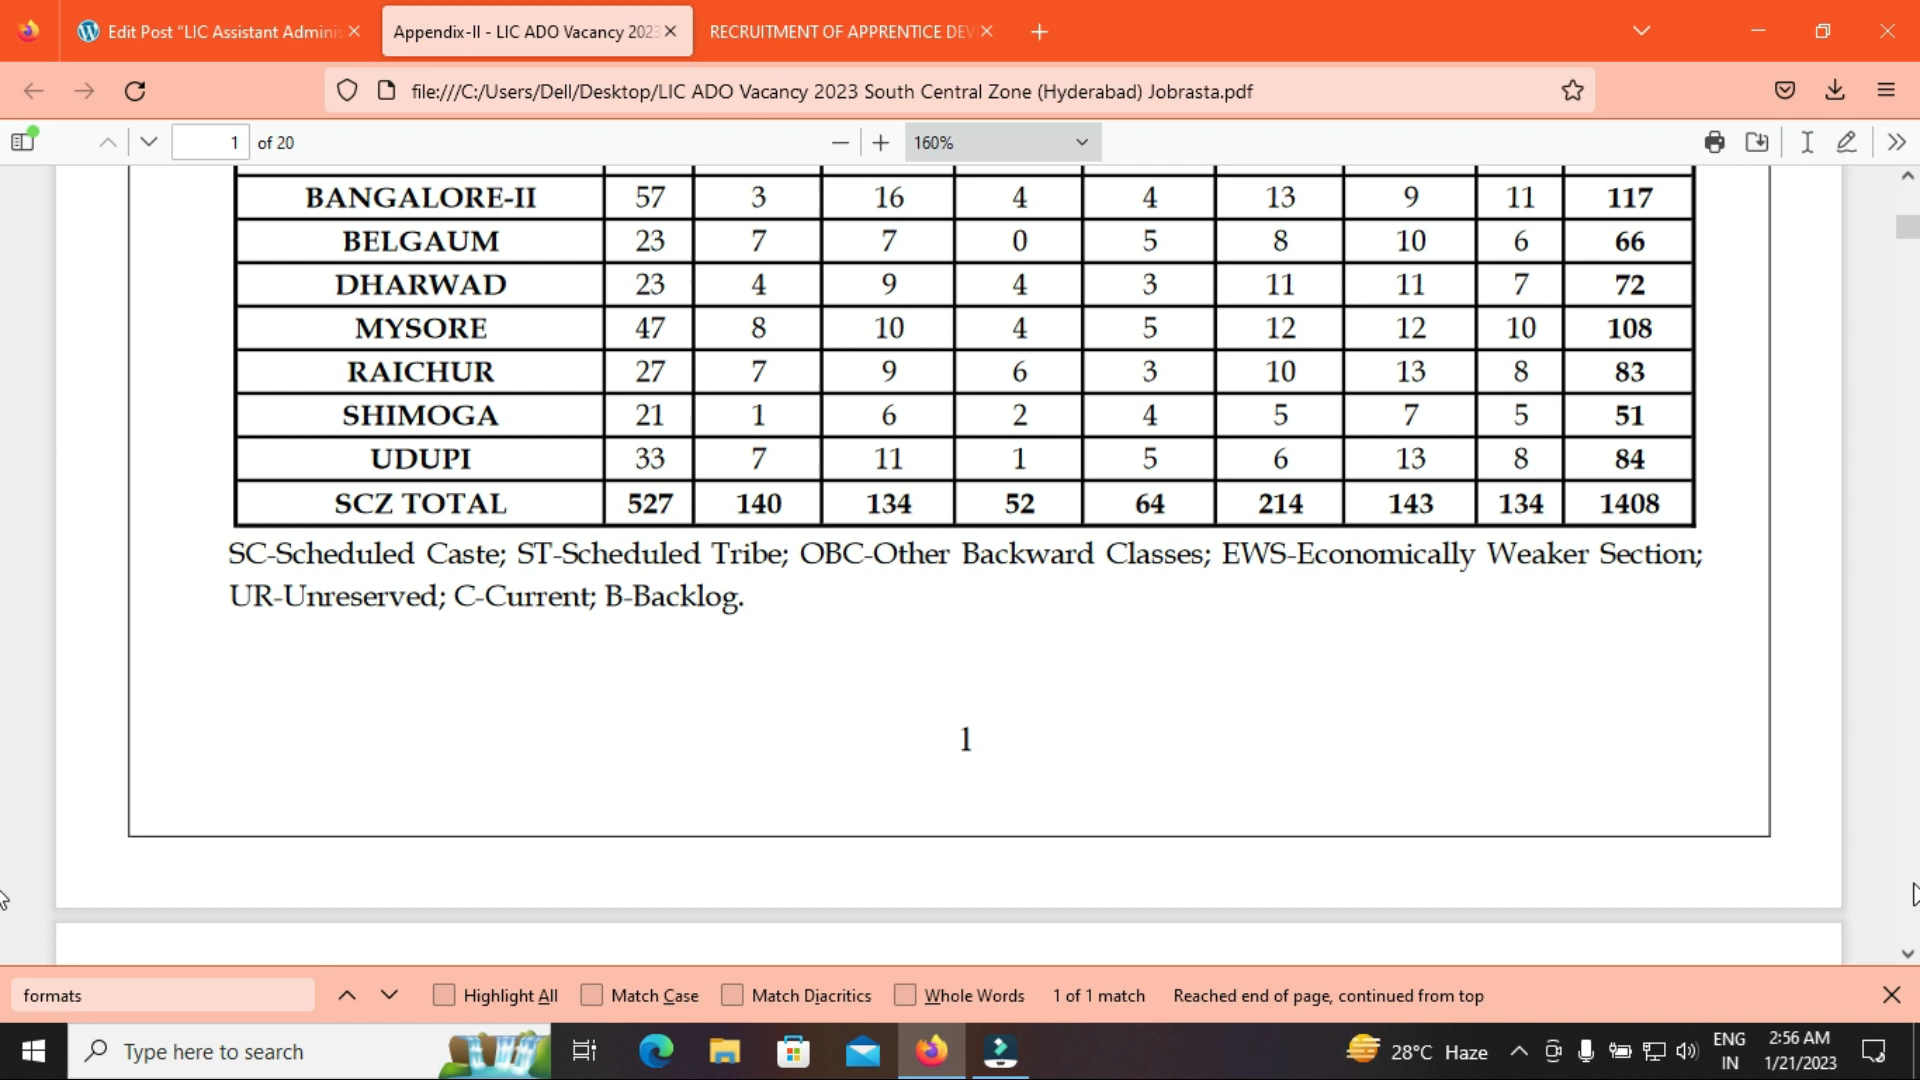 Edit Post "LIC Assistant Adminis
Appendix-II - LIC ADO Vacancy 2023
RECRUITMENT OF APPRENTICE DEV
file:///C:/Users/Dell/Desktop/LIC ADO Vacancy 2023 South Central Zone (Hyderabad) Jobrasta.pdf
1 of 20
160%
BANGALORE-II 57 3 16 4 4 13 9 11 117
BELGAUM 23 7 7 0 5 8 10 6 66
DHARWAD 23 4 9 4 3 11 11 7 72
MYSORE 47 8 10 4 5 12 12 10 108
RAICHUR 27 7 9 6 3 10 13 8 83
SHIMOGA 21 1 6 2 4 5 7 5 51
UDUPI 33 7 11 1 5 6 13 8 84
SCZ TOTAL 527 140 134 52 64 214 143 134 1408
SC-Scheduled Caste; ST-Scheduled Tribe; OBC-Other Backward Classes; EWS-Economically Weaker Section;
UR-Unreserved; C-Current; B-Backlog.
1
formats Highlight All Match Case Match Diacritics Whole Words 1 of 1 match Reached end of page, continued from top
Type here to search
28°C Haze
ENG
IN
2:56 AM
1/21/2023